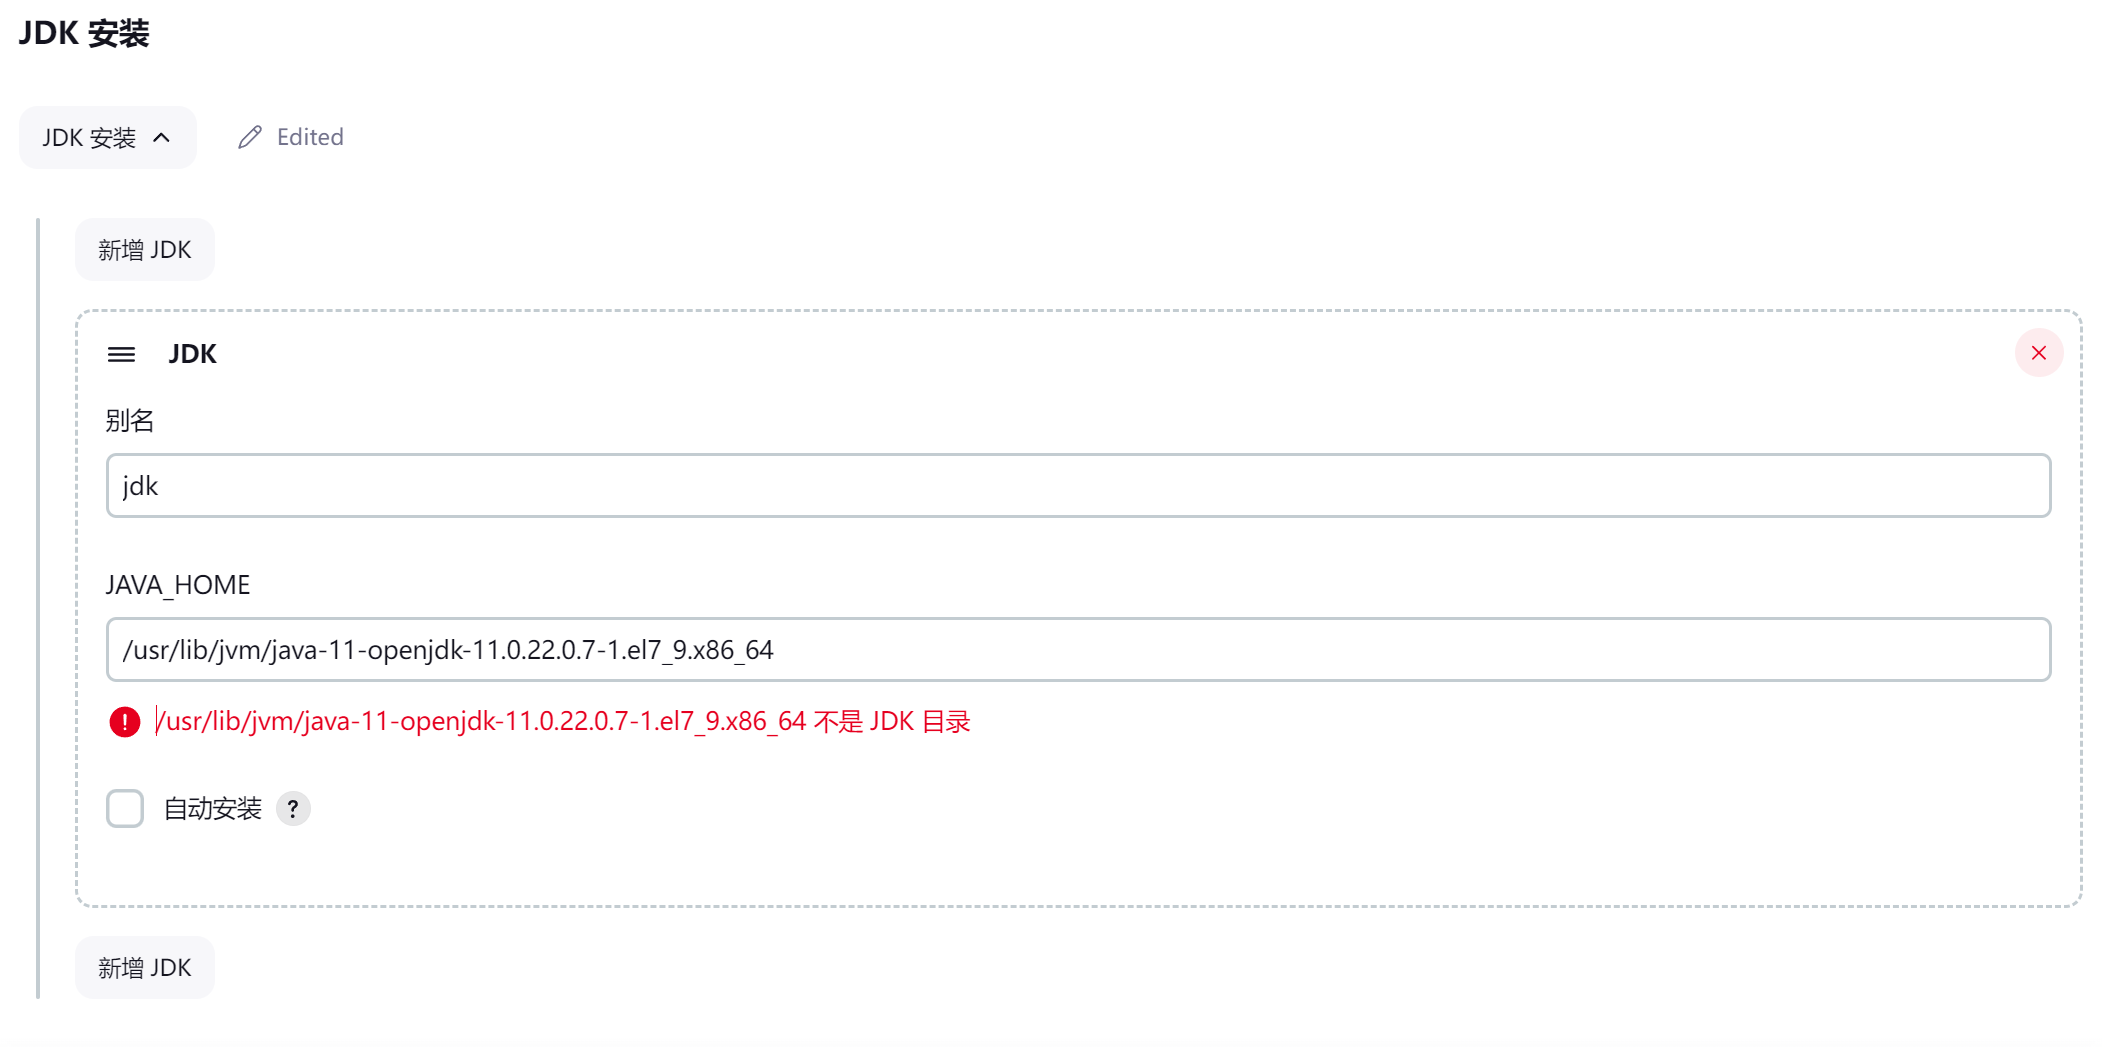 JDK 安装
JDK 安装
Edited
新增 JDK
JDK
别名
jdk
JAVA_HOME
/usr/lib/jvm/java-11-openjdk-11.0.22.0.7-1.el7_9.x86_64
/usr/lib/jvm/java-11-openjdk-11.0.22.0.7-1.el7_9.x86_64 不是 JDK 目录
自动安装 ?
新增 JDK